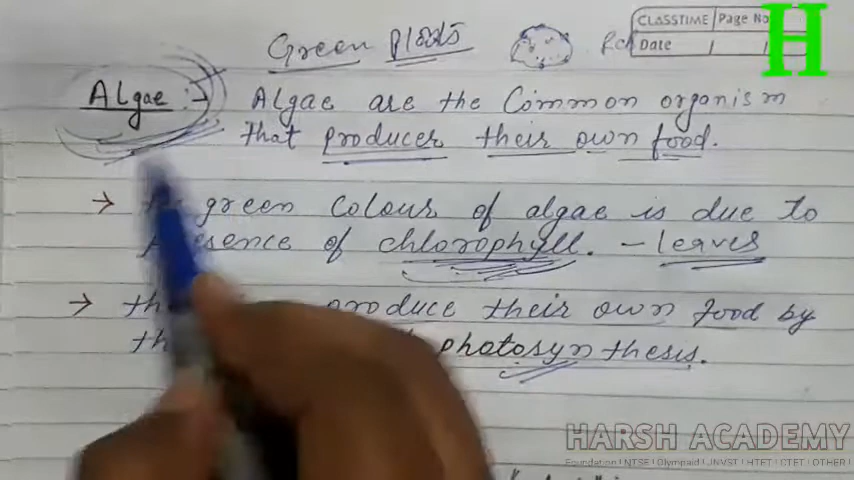 Green Plants
CLASSTIME Page No
Date / /
H
Algae :→ Algae are the Common organism
that producer their own food.
→ green Colour of algae is due to
presence of chlorophyll. - leaves
→ produce their own food by
photosynthesis.
HARSH ACADEMY
Foundation | NTSE | Olympaid | JNVST | HTET | CTET | OTHER |